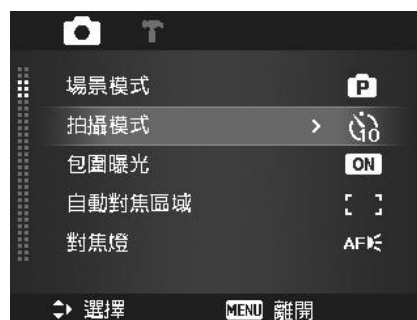 場景模式 P
拍攝模式 > 10
包圍曝光 ON
自動對焦區域
對焦燈 AF
選擇 MENU 離開